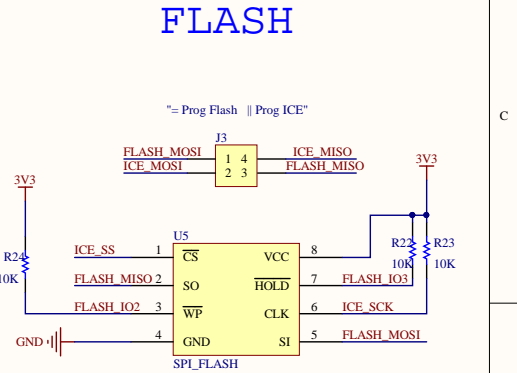 FLASH
"= Prog Flash   || Prog ICE"
C
J3
FLASH_MOSI 1 4 ICE_MISO
ICE_MOSI 2 3 FLASH_MISO
3V3
3V3
U5
R24
10K
R22
10K
R23
10K
ICE_SS 1 CS VCC 8
FLASH_MISO 2 SO HOLD 7 FLASH_IO3
FLASH_IO2 3 WP CLK 6 ICE_SCK
GND 4 GND SI 5 FLASH_MOSI
SPI_FLASH